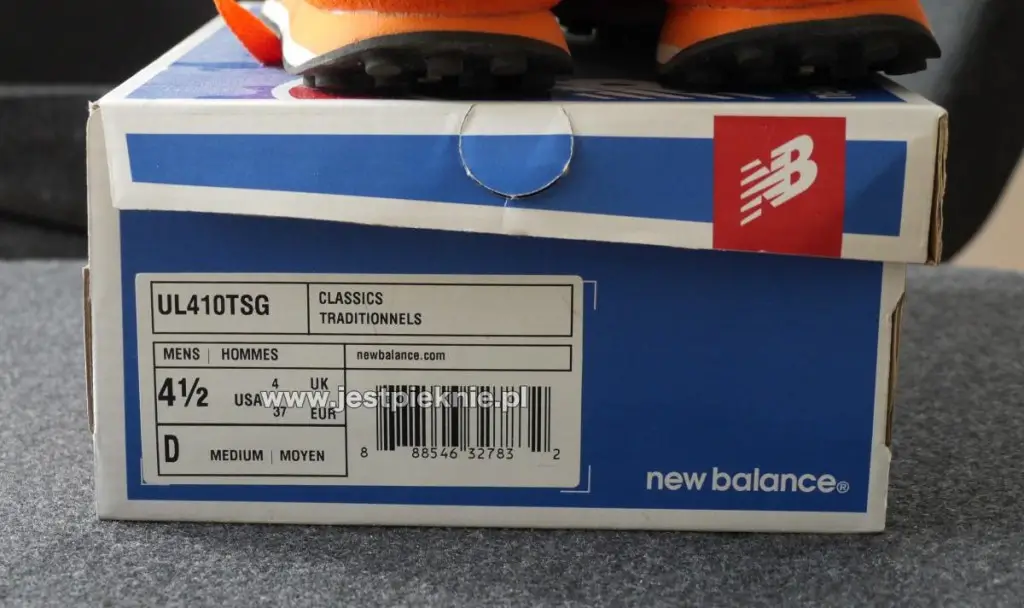 NB
UL410TSG
CLASSICS
TRADITIONNELS
MENS | HOMMES
newbalance.com
4½ USA
4 UK
37 EUR
www.jestpieknie.pl
D MEDIUM | MOYEN
8 88546 32783 2
new balance®